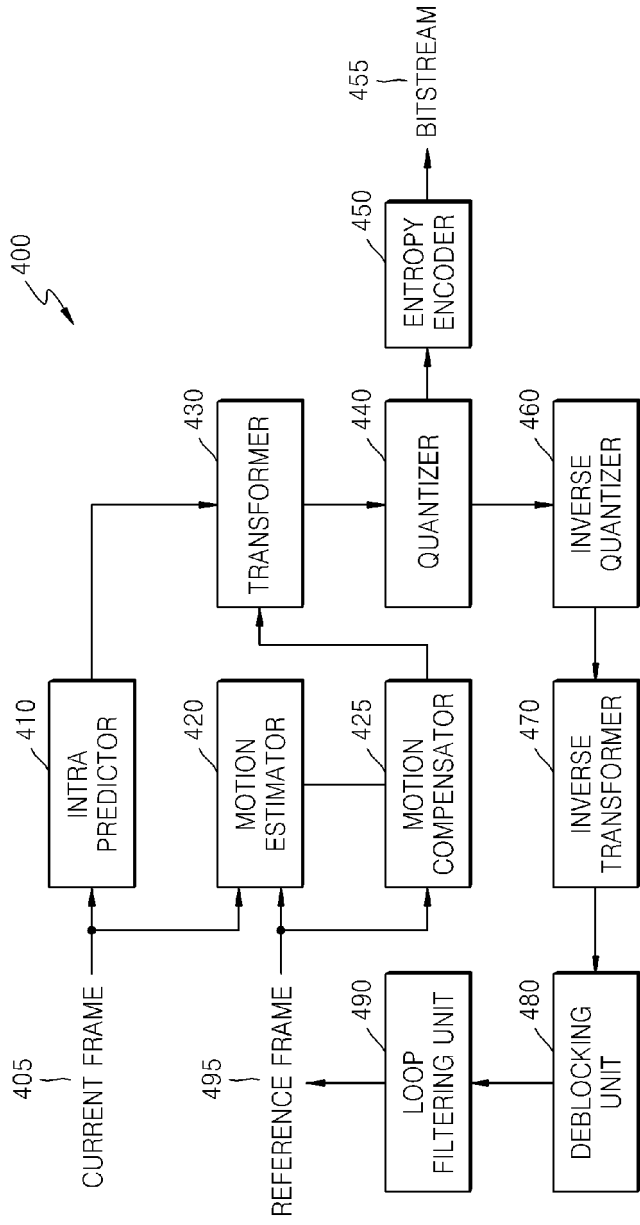 400
405
CURRENT FRAME
410
INTRA
PREDICTOR
495
REFERENCE FRAME
420
MOTION
ESTIMATOR
425
MOTION
COMPENSATOR
430
TRANSFORMER
440
QUANTIZER
450
ENTROPY
ENCODER
455
BITSTREAM
460
INVERSE
QUANTIZER
470
INVERSE
TRANSFORMER
480
DEBLOCKING
UNIT
490
LOOP
FILTERING UNIT